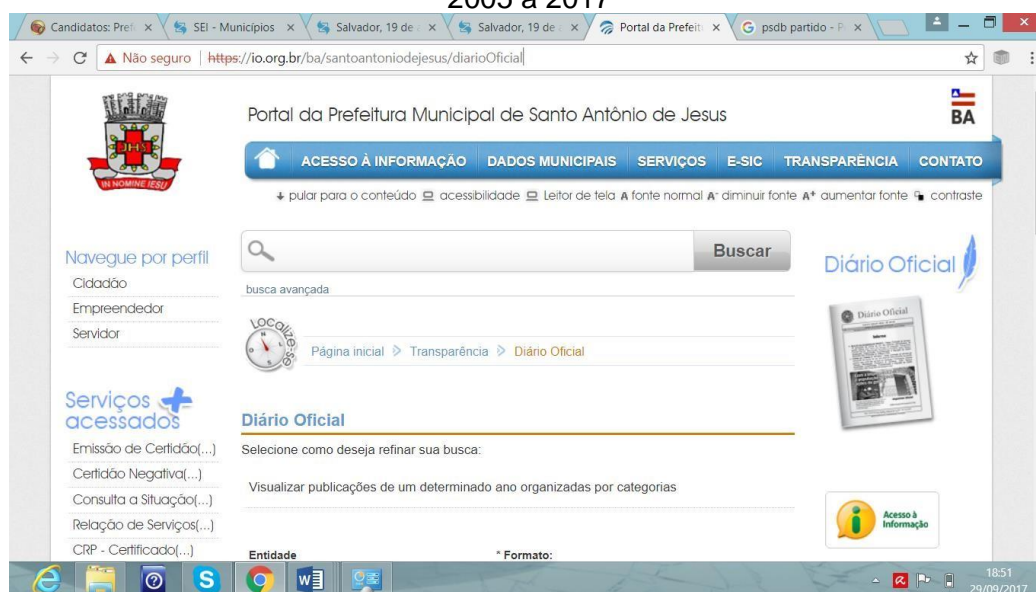 2005 a 2017
Candidatos: Pref
SEI - Municípios
Salvador, 19 de
Salvador, 19 de
Portal da Prefeit
psdb partido - P
Não seguro | https://io.org.br/ba/santoantoniodejesus/diarioOficial
Portal da Prefeitura Municipal de Santo Antônio de Jesus
BA
IN NOMINE IESU
ACESSO À INFORMAÇÃO DADOS MUNICIPAIS SERVIÇOS E-SIC TRANSPARÊNCIA CONTATO
pular para o conteúdo acessibilidade Leitor de tela A fonte normal A- diminuir fonte A+ aumentar fonte contraste
Navegue por perfil
Cidadão
Empreendedor
Servidor
Serviços
acessados
Emissão de Certidão(...)
Certidão Negativa(...)
Consulta a Situação(...)
Relação de Serviços(...)
CRP - Certificado(...)
Buscar
busca avançada
Localize-se
Página inicial Transparência Diário Oficial
Diário Oficial
Selecione como deseja refinar sua busca:
Visualizar publicações de um determinado ano organizadas por categorias
Entidade * Formato:
Diário Oficial
Diário Oficial
Acesso à
Informação
18:51
29/09/2017